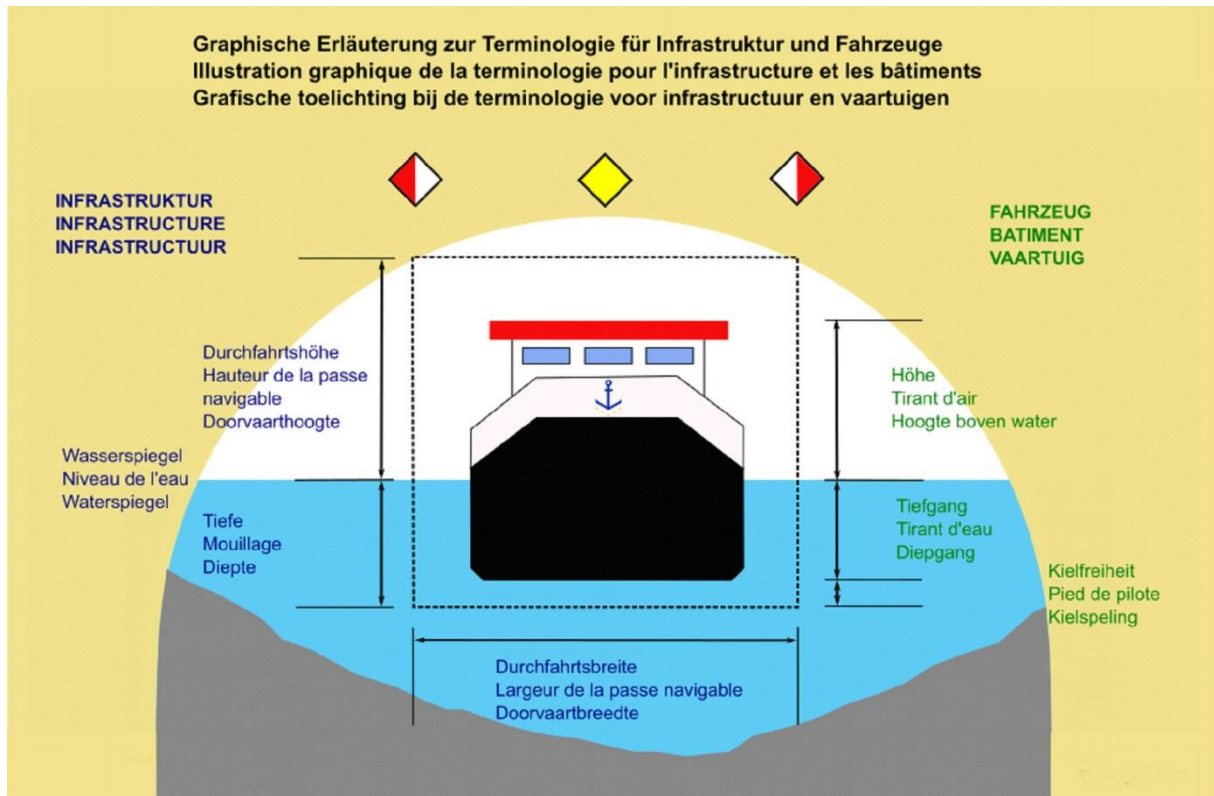 Graphische Erläuterung zur Terminologie für Infrastruktur und Fahrzeuge
Illustration graphique de la terminologie pour l'infrastructure et les bâtiments
Grafische toelichting bij de terminologie voor infrastructuur en vaartuigen
INFRASTRUKTUR
INFRASTRUCTURE
INFRASTRUCTUUR
FAHRZEUG
BATIMENT
VAARTUIG
Durchfahrtshöhe
Hauteur de la passe
navigable
Doorvaarthoogte
Höhe
Tirant d'air
Hoogte boven water
Wasserspiegel
Niveau de l'eau
Waterspiegel
Tiefe
Mouillage
Diepte
Tiefgang
Tirant d'eau
Diepgang
Kielfreiheit
Pied de pilote
Kielspeling
Durchfahrtsbreite
Largeur de la passe navigable
Doorvaartbreedte